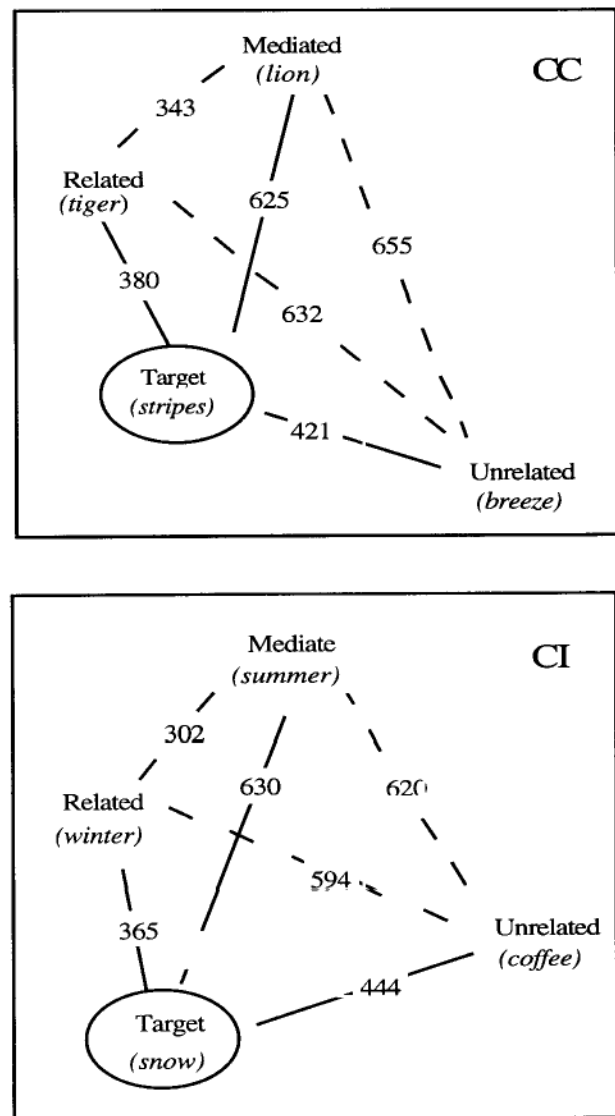 Mediated
(lion)
CC
343
Related
(tiger)
625
655
380
632
Target
(stripes)
421
Unrelated
(breeze)
Mediate
(summer)
CI
302
630
620
Related
(winter)
594
365
Unrelated
(coffee)
444
Target
(snow)